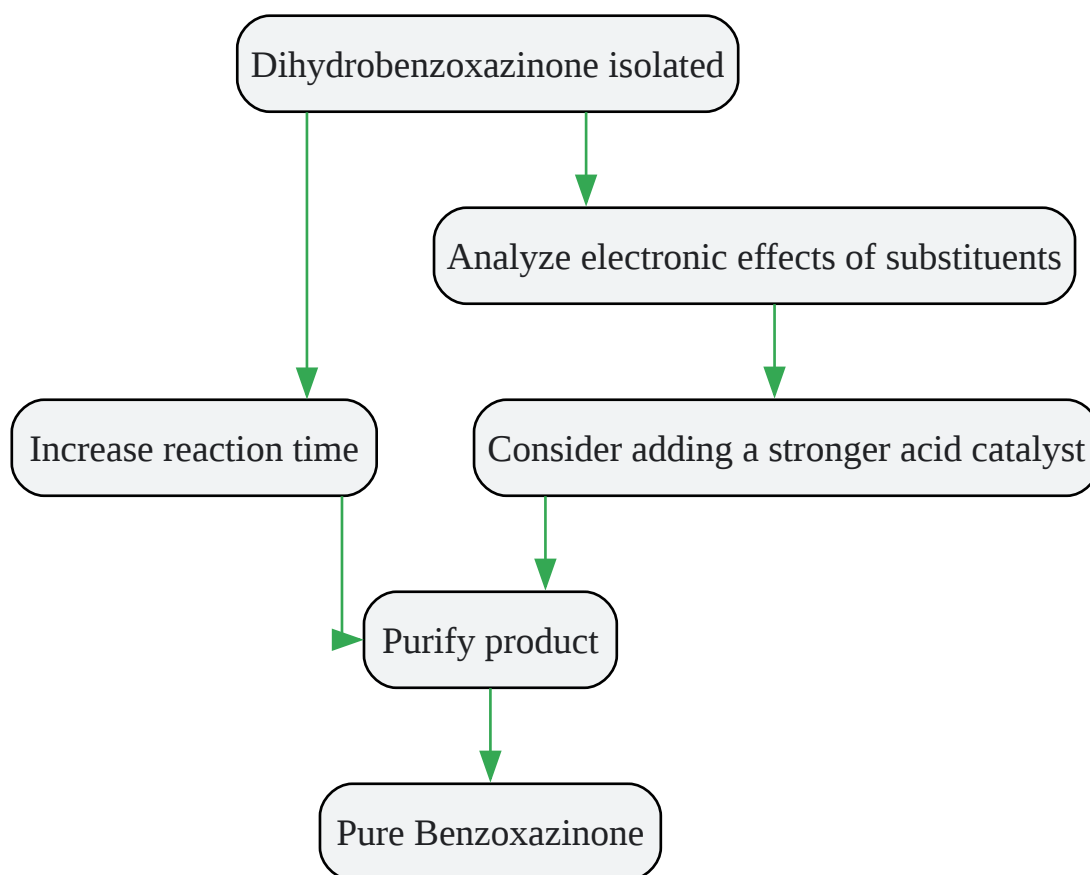 Dihydrobenzoxazinone isolated
Analyze electronic effects of substituents
Increase reaction time
Consider adding a stronger acid catalyst
Purify product
Pure Benzoxazinone